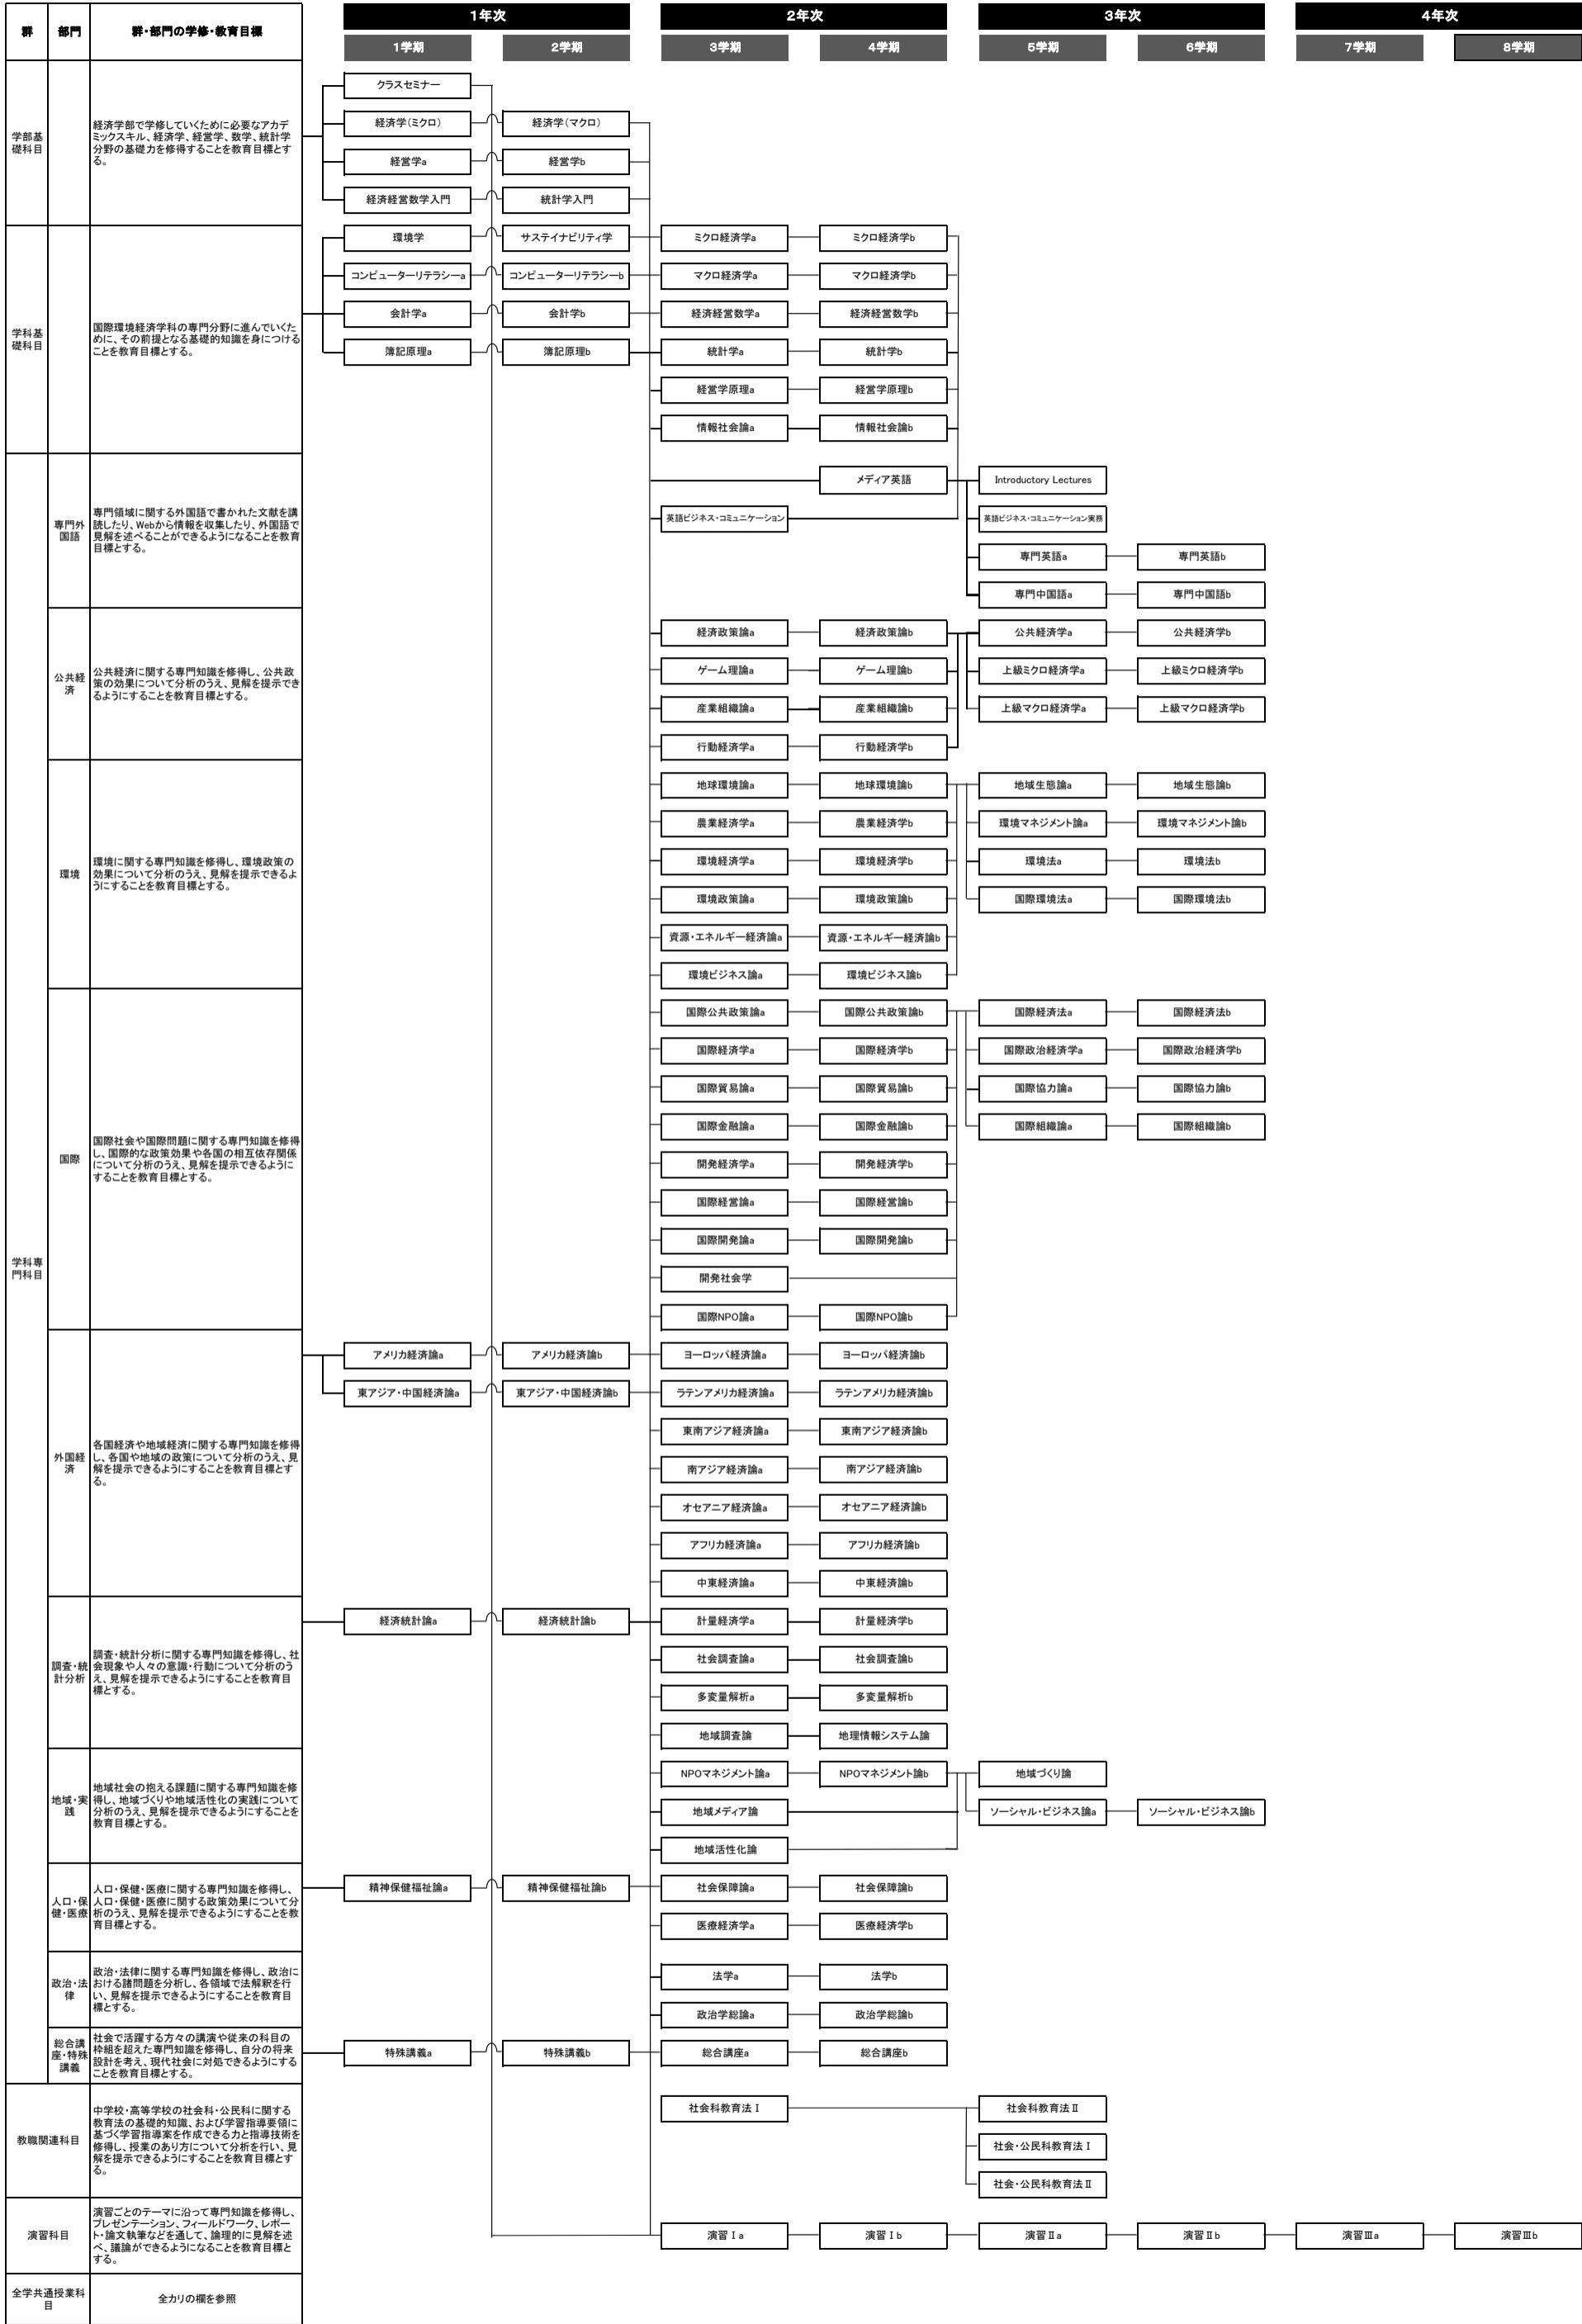 群 部門 群・部門の学修・教育目標
1年次 2年次 3年次 4年次
1学期 2学期 3学期 4学期 5学期 6学期 7学期 8学期
学部基
礎科目
経済学部で学修していくために必要なアカデ
ミックスキル、経済学、経営学、数学、統計学
分野の基礎力を修得することを教育目標とす
る。
クラスセミナー
経済学(ミクロ) 経済学(マクロ)
経営学a 経営学b
経済経営数学入門 統計学入門
学科基
礎科目
国際環境経済学科の専門分野に進んでいくた
めに、その前提となる基礎的知識を身につける
ことを教育目標とする。
環境学 サステイナビリティ学 ミクロ経済学a ミクロ経済学b
コンピューターリテラシーa コンピューターリテラシーb マクロ経済学a マクロ経済学b
会計学a 会計学b 経済経営数学a 経済経営数学b
簿記原理a 簿記原理b 統計学a 統計学b
経営学原理a 経営学原理b
情報社会論a 情報社会論b
学科専
門科目
専門外
国語
専門領域に関する外国語で書かれた文献を講
読したり、Webから情報を収集したり、外国語で
見解を述べることができるようになることを教育
目標とする。
メディア英語 Introductory Lectures
英語ビジネス・コミュニケーション 英語ビジネス・コミュニケーション実務
専門英語a 専門英語b
専門中国語a 専門中国語b
公共経
済
公共経済に関する専門知識を修得し、公共政
策の効果について分析のうえ、見解を提示でき
るようにすることを教育目標とする。
経済政策論a 経済政策論b 公共経済学a 公共経済学b
ゲーム理論a ゲーム理論b 上級ミクロ経済学a 上級ミクロ経済学b
産業組織論a 産業組織論b 上級マクロ経済学a 上級マクロ経済学b
行動経済学a 行動経済学b
環境
環境に関する専門知識を修得し、環境政策の
効果について分析のうえ、見解を提示できるよ
うにすることを教育目標とする。
地球環境論a 地球環境論b 地域生態論a 地域生態論b
農業経済学a 農業経済学b 環境マネジメント論a 環境マネジメント論b
環境経済学a 環境経済学b 環境法a 環境法b
環境政策論a 環境政策論b 国際環境法a 国際環境法b
資源・エネルギー経済論a 資源・エネルギー経済論b
環境ビジネス論a 環境ビジネス論b
国際
国際社会や国際問題に関する専門知識を修得
し、国際的な政策効果や各国の相互依存関係
について分析のうえ、見解を提示できるように
することを教育目標とする。
国際公共政策論a 国際公共政策論b 国際経済法a 国際経済法b
国際経済学a 国際経済学b 国際政治経済学a 国際政治経済学b
国際貿易論a 国際貿易論b 国際協力論a 国際協力論b
国際金融論a 国際金融論b 国際組織論a 国際組織論b
開発経済学a 開発経済学b
国際経営論a 国際経営論b
国際開発論a 国際開発論b
開発社会学
国際NPO論a 国際NPO論b
外国経
済
各国経済や地域経済に関する専門知識を修得
し、各国や地域の政策について分析のうえ、見
解を提示できるようにすることを教育目標とす
る。
アメリカ経済論a アメリカ経済論b ヨーロッパ経済論a ヨーロッパ経済論b
東アジア・中国経済論a 東アジア・中国経済論b ラテンアメリカ経済論a ラテンアメリカ経済論b
東南アジア経済論a 東南アジア経済論b
南アジア経済論a 南アジア経済論b
オセアニア経済論a オセアニア経済論b
アフリカ経済論a アフリカ経済論b
中東経済論a 中東経済論b
調査・統
計分析
調査・統計分析に関する専門知識を修得し、社
会現象や人々の意識・行動について分析のう
え、見解を提示できるようにすることを教育目
標とする。
経済統計論a 経済統計論b 計量経済学a 計量経済学b
社会調査論a 社会調査論b
多変量解析a 多変量解析b
地域調査論 地理情報システム論
地域・実
践
地域社会の抱える課題に関する専門知識を修
得し、地域づくりや地域活性化の実践について
分析のうえ、見解を提示できるようにすることを
教育目標とする。
NPOマネジメント論a NPOマネジメント論b 地域づくり論
地域メディア論 ソーシャル・ビジネス論a ソーシャル・ビジネス論b
地域活性化論
人口・保
健・医療
人口・保健・医療に関する専門知識を修得し、
人口・保健・医療に関する政策効果について分
析のうえ、見解を提示できるようにすることを教
育目標とする。
精神保健福祉論a 精神保健福祉論b 社会保障論a 社会保障論b
医療経済学a 医療経済学b
政治・法
律
政治・法律に関する専門知識を修得し、政治に
おける諸問題を分析し、各領域で法解釈を行
い、見解を提示できるようにすることを教育目
標とする。
法学a 法学b
政治学総論a 政治学総論b
総合講
座・特殊
講義
社会で活躍する方々の講演や従来の科目の
枠組を超えた専門知識を修得し、自分の将来
設計を考え、現代社会に対処できるようにする
ことを教育目標とする。
特殊講義a 特殊講義b 総合講座a 総合講座b
教職関連科目
中学校・高等学校の社会科・公民科に関する
教育法の基礎的知識、および学習指導要領に
基づく学習指導案を作成できる力と指導技術を
修得し、授業のあり方について分析を行い、見
解を提示できるようにすることを教育目標とす
る。
社会科教育法Ⅰ 社会科教育法Ⅱ
社会・公民科教育法Ⅰ
社会・公民科教育法Ⅱ
演習科目
演習ごとのテーマに沿って専門知識を修得し、
プレゼンテーション、フィールドワーク、レポー
ト・論文執筆などを通して、論理的に見解を述
べ、議論ができるようになることを教育目標と
する。
演習Ⅰa 演習Ⅰb 演習Ⅱa 演習Ⅱb 演習Ⅲa 演習Ⅲb
全学共通授業科
目
全カリの欄を参照